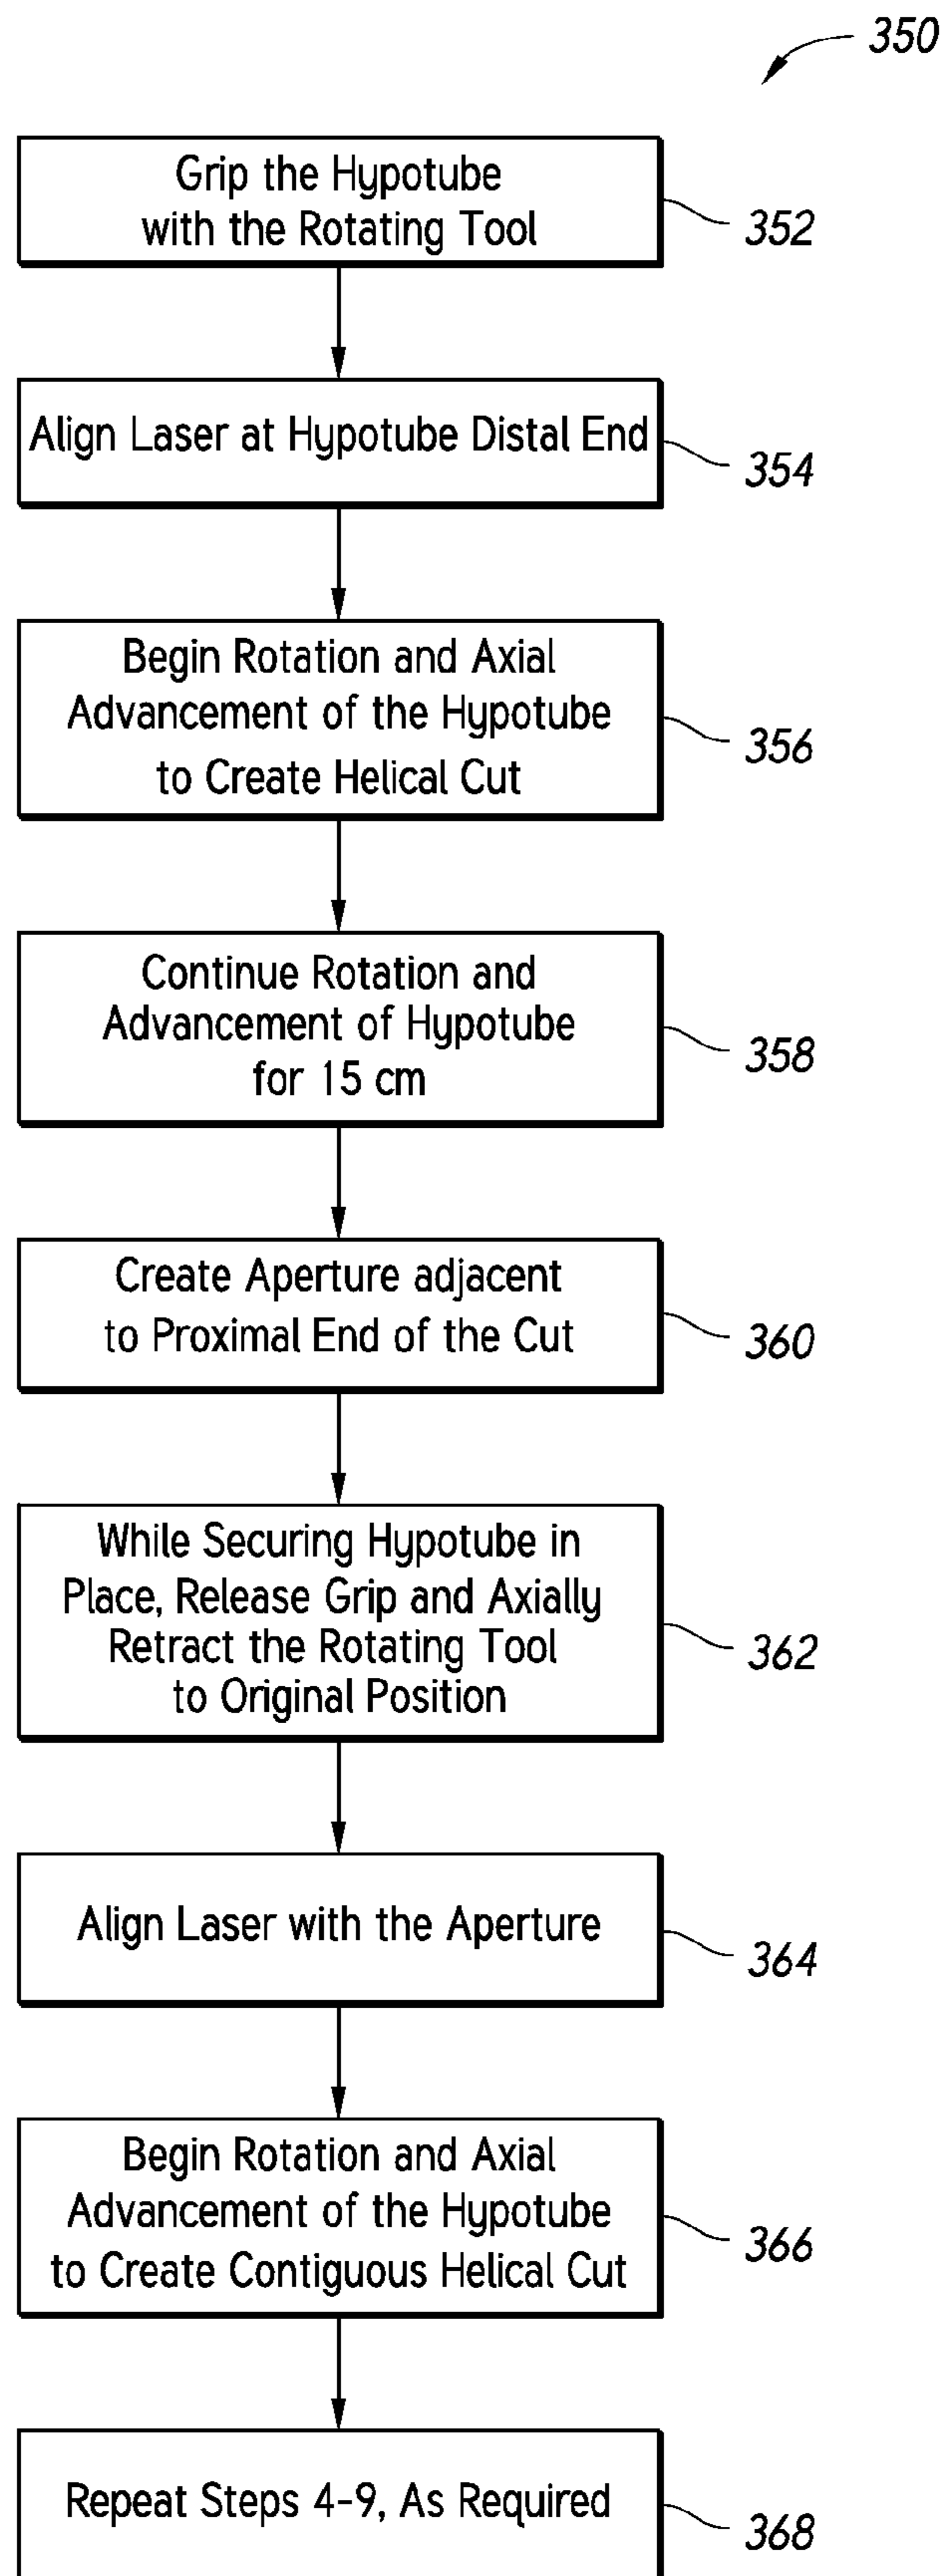 350
Grip the Hypotube
with the Rotating Tool
352
Align Laser at Hypotube Distal End
354
Begin Rotation and Axial
Advancement of the Hypotube
to Create Helical Cut
356
Continue Rotation and
Advancement of Hypotube
for 15 cm
358
Create Aperture adjacent
to Proximal End of the Cut
360
While Securing Hypotube in
Place, Release Grip and Axially
Retract the Rotating Tool
to Original Position
362
Align Laser with the Aperture
364
Begin Rotation and Axial
Advancement of the Hypotube
to Create Contiguous Helical Cut
366
Repeat Steps 4-9, As Required
368